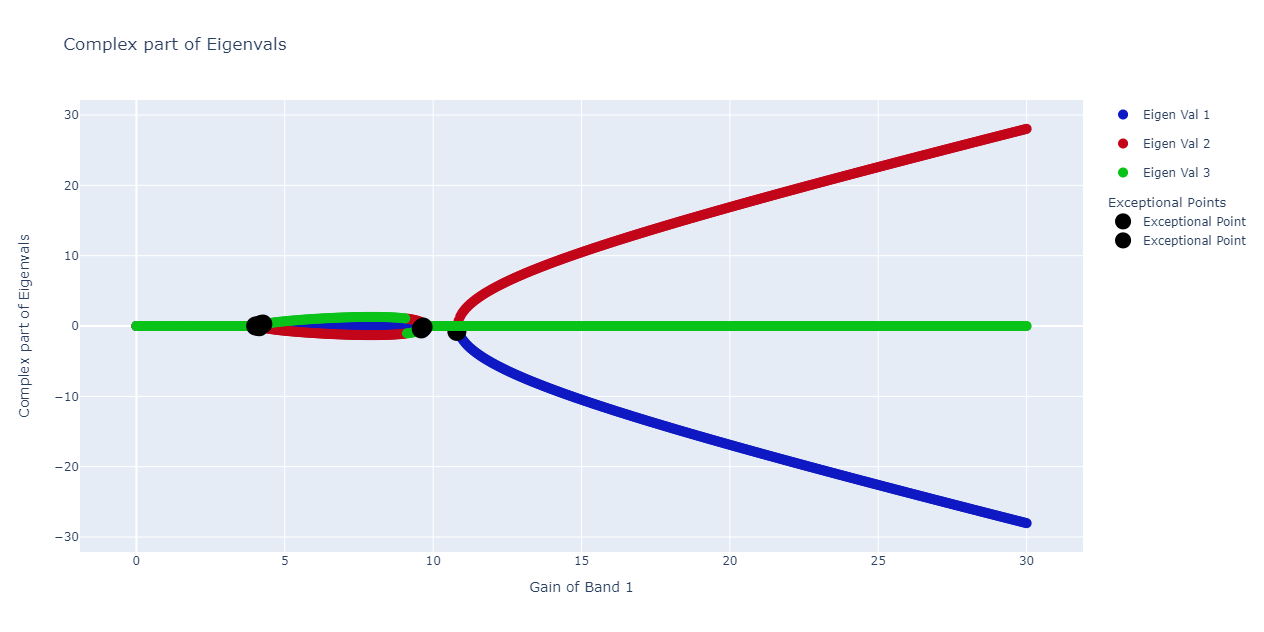 Complex part of Eigenvals
Complex part of Eigenvals
30
20
10
0
−10
−20
−30
0
5
10
15
20
25
30
Gain of Band 1
Eigen Val 1
Eigen Val 2
Eigen Val 3
Exceptional Points
Exceptional Point
Exceptional Point